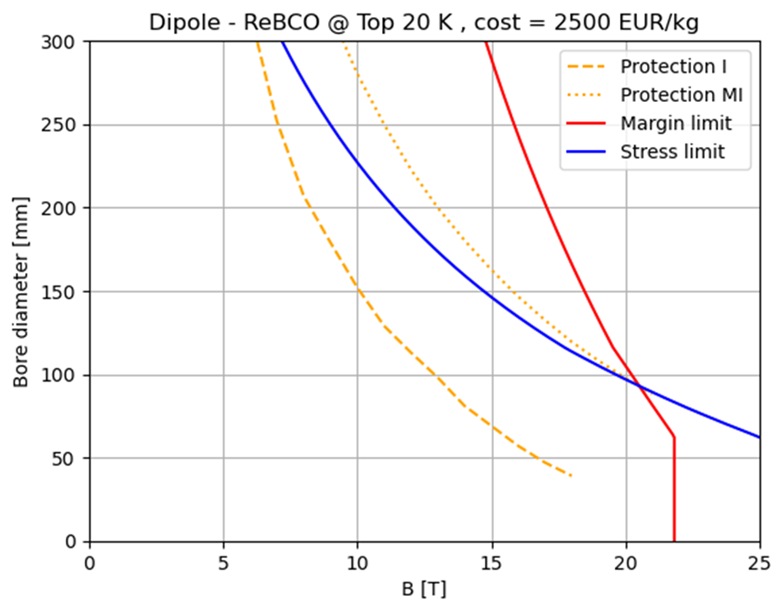 Dipole - ReBCO @ Top 20 K , cost = 2500 EUR/kg
300
250
200
150
100
50
0
Bore diameter [mm]
Protection I
Protection MI
Margin limit
Stress limit
0 5 10 15 20 25
B [T]